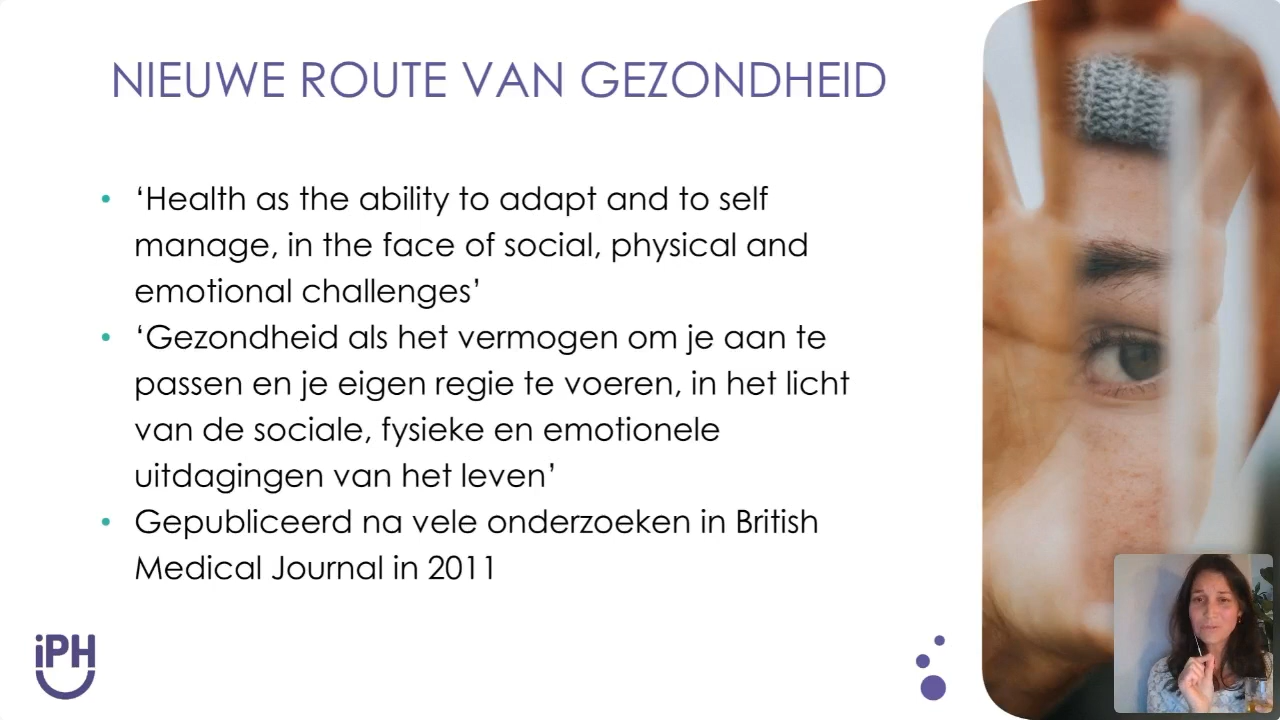 NIEUWE ROUTE VAN GEZONDHEID
• ‘Health as the ability to adapt and to self
manage, in the face of social, physical and
emotional challenges’
• ‘Gezondheid als het vermogen om je aan te
passen en je eigen regie te voeren, in het licht
van de sociale, fysieke en emotionele
uitdagingen van het leven’
• Gepubliceerd na vele onderzoeken in British
Medical Journal in 2011
iPH